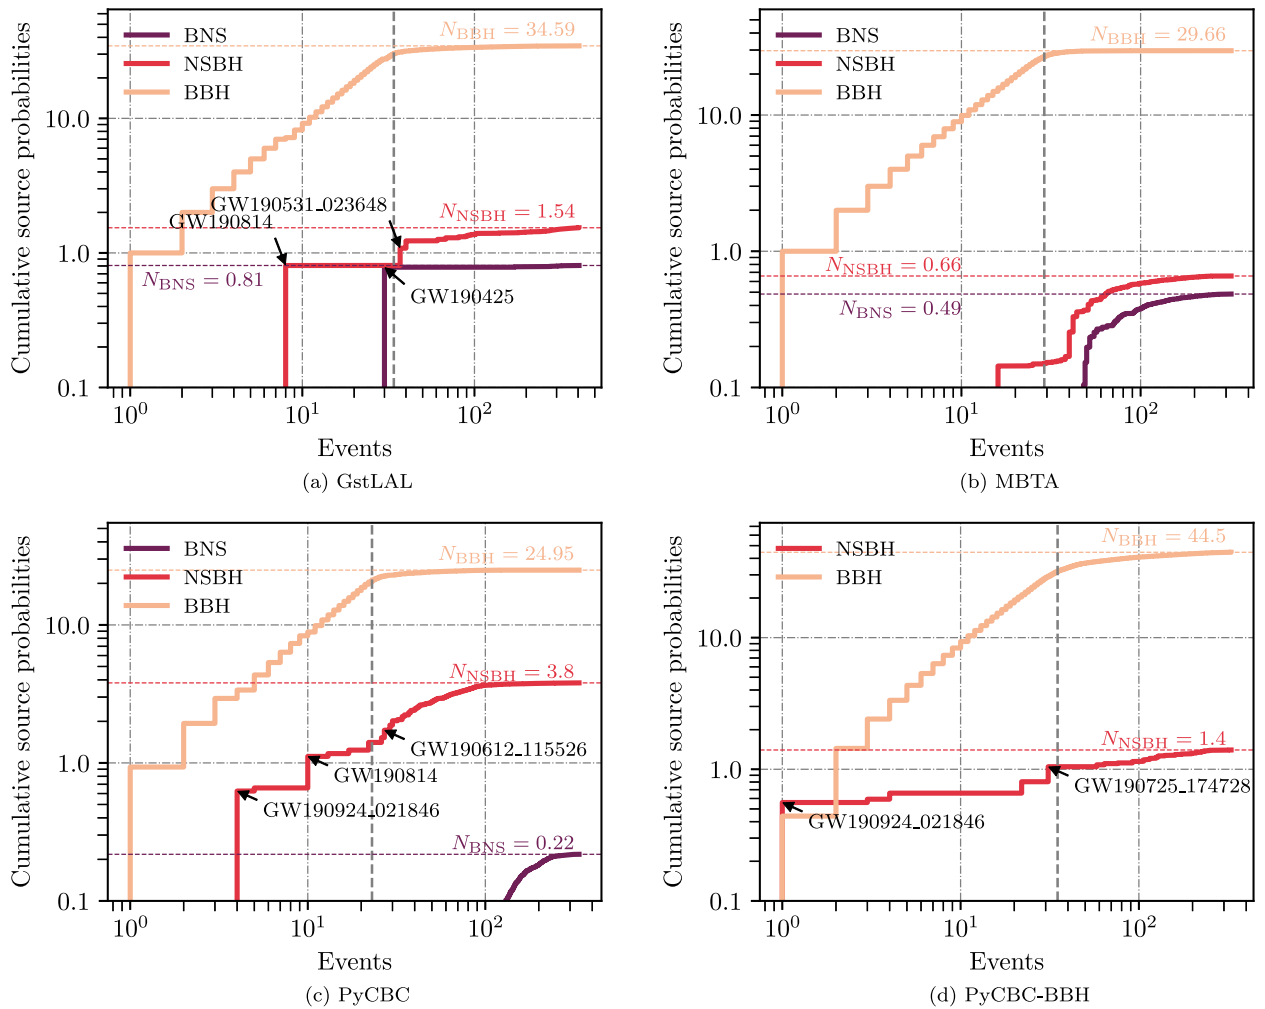 Cumulative source probabilities
10.0
1.0
0.1
BNS
NSBH
BBH
N_BBH = 34.59
GW190531_023648
GW190814
N_NSBH = 1.54
N_BNS = 0.81
GW190425
10^0
10^1
10^2
Events
(a) GstLAL
Cumulative source probabilities
10.0
1.0
0.1
BNS
NSBH
BBH
N_BBH = 29.66
N_NSBH = 0.66
N_BNS = 0.49
10^0
10^1
10^2
Events
(b) MBTA
Cumulative source probabilities
10.0
1.0
0.1
BNS
NSBH
BBH
N_BBH = 24.95
N_NSBH = 3.8
GW190612_115526
GW190814
GW190924_021846
N_BNS = 0.22
10^0
10^1
10^2
Events
(c) PyCBC
Cumulative source probabilities
10.0
1.0
0.1
NSBH
BBH
N_BBH = 44.5
N_NSBH = 1.4
GW190725_174728
GW190924_021846
10^0
10^1
10^2
Events
(d) PyCBC-BBH